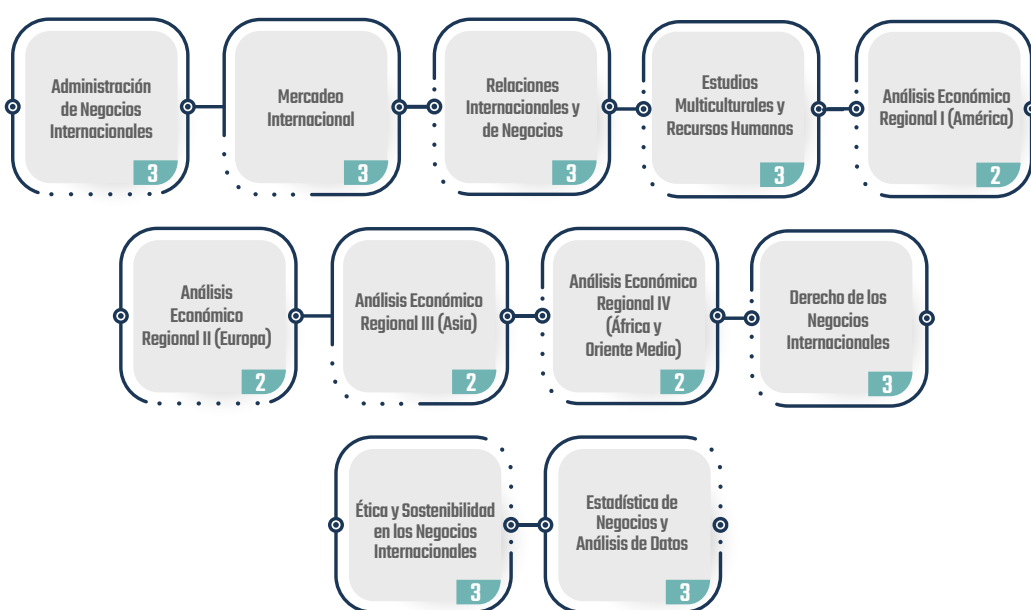 Administración
de Negocios
Internacionales
3
Mercadeo
Internacional
3
Relaciones
Internacionales y
de Negocios
3
Estudios
Multiculturales y
Recursos Humanos
3
Análisis Económico
Regional I (América)
2
Análisis
Económico
Regional II (Europa)
2
Análisis Económico
Regional III (Asia)
2
Análisis Económico
Regional IV
(África y
Oriente Medio)
2
Derecho de los
Negocios
Internacionales
3
Ética y Sostenibilidad
en los Negocios
Internacionales
3
Estadística de
Negocios y
Análisis de Datos
3